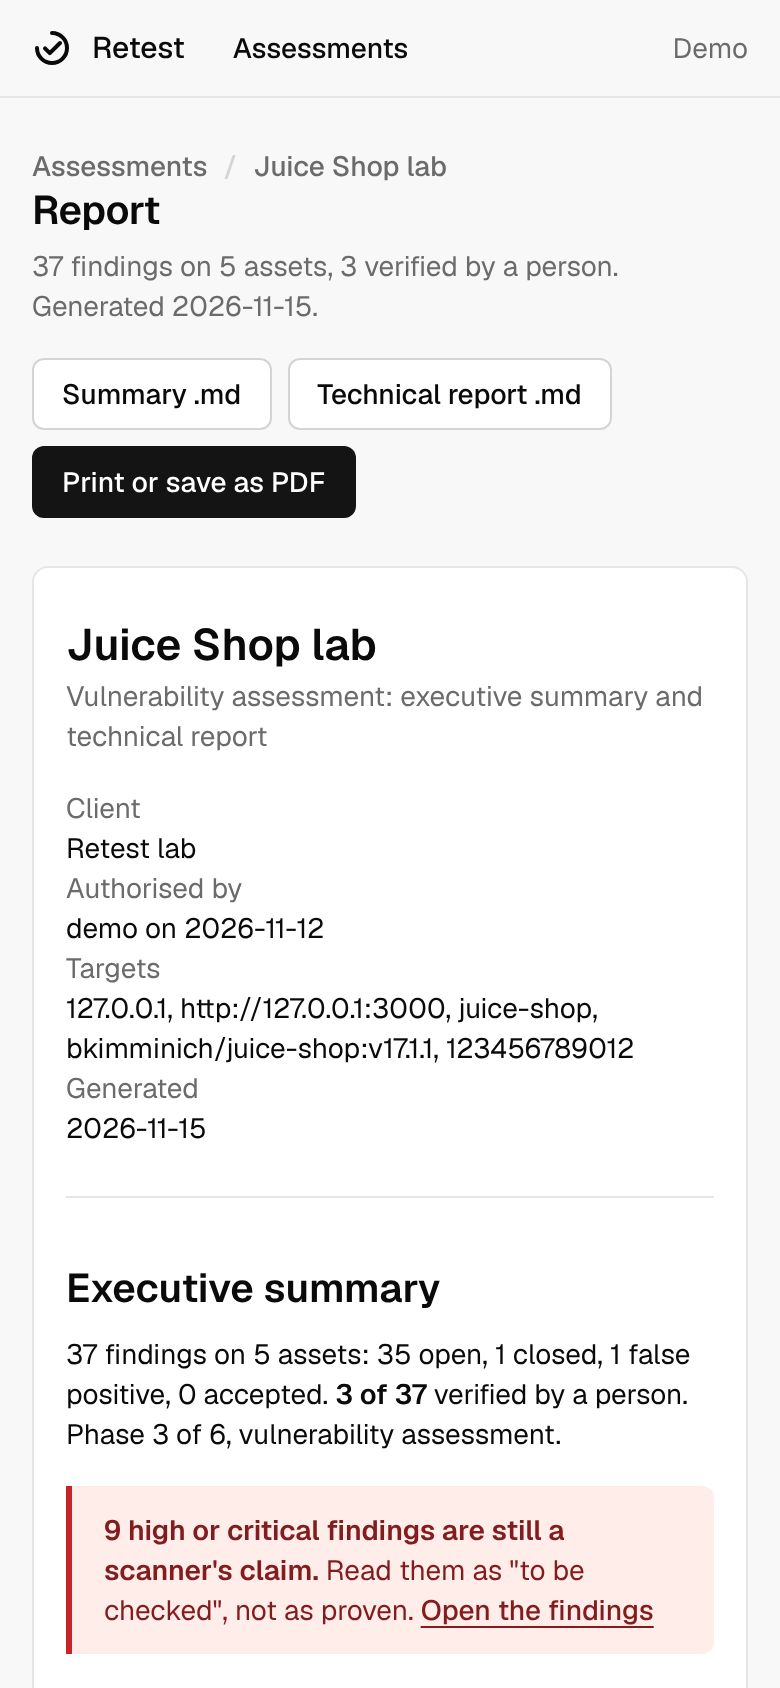 Retest
Assessments
Demo
Assessments / Juice Shop lab
Report
37 findings on 5 assets, 3 verified by a person.
Generated 2026-11-15.
Summary .md
Technical report .md
Print or save as PDF
Juice Shop lab
Vulnerability assessment: executive summary and
technical report
Client
Retest lab
Authorised by
demo on 2026-11-12
Targets
127.0.0.1, http://127.0.0.1:3000, juice-shop,
bkimminich/juice-shop:v17.1.1, 123456789012
Generated
2026-11-15
Executive summary
37 findings on 5 assets: 35 open, 1 closed, 1 false
positive, 0 accepted. 3 of 37 verified by a person.
Phase 3 of 6, vulnerability assessment.
9 high or critical findings are still a
scanner's claim. Read them as "to be
checked", not as proven. Open the findings